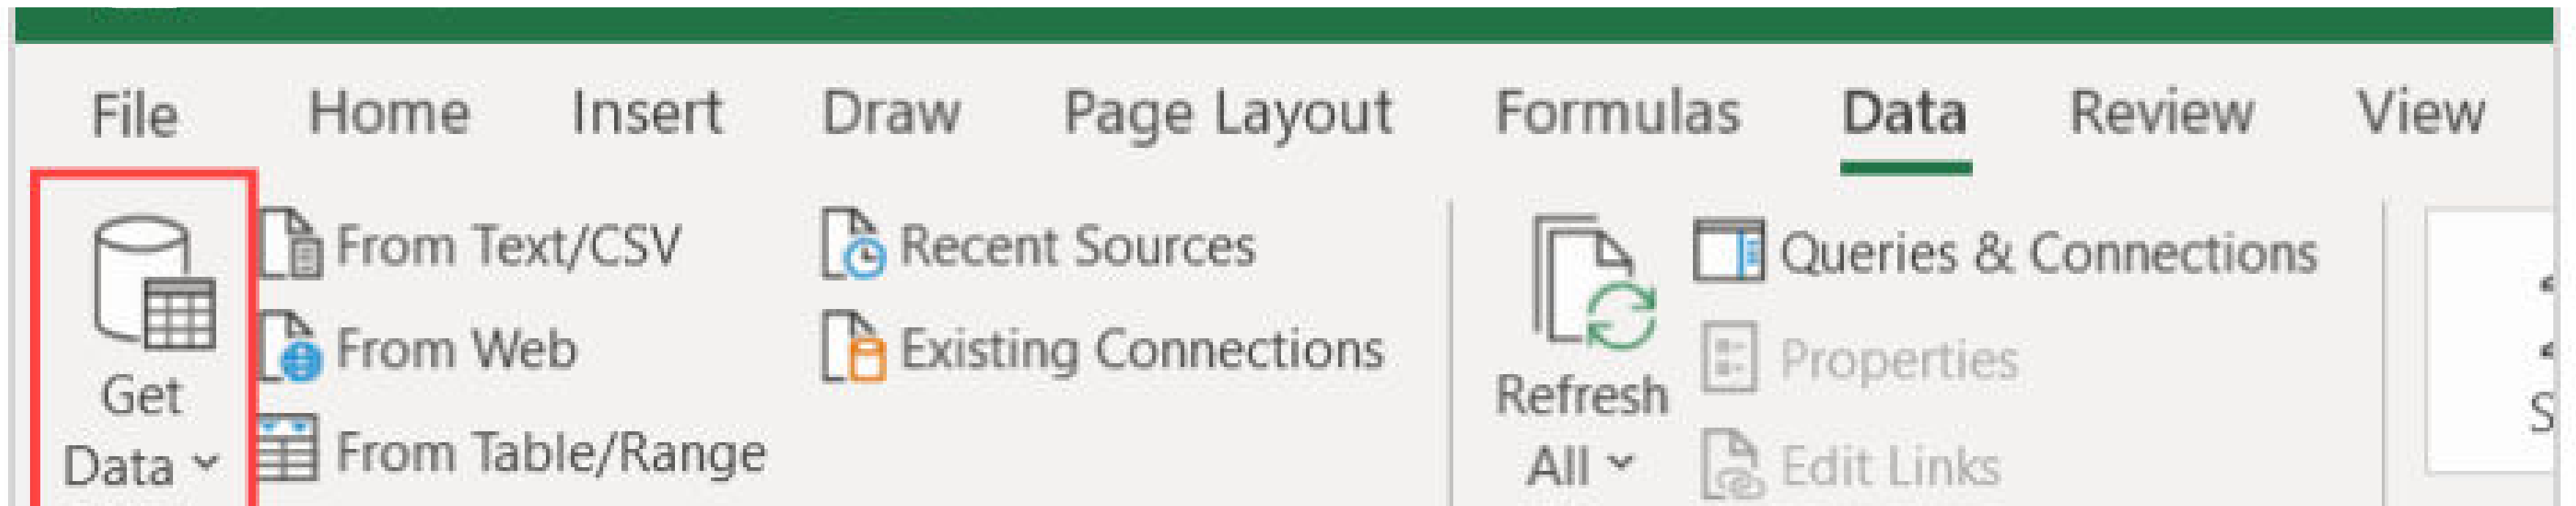 File Home Insert Draw Page Layout Formulas Data Review View
Get
Data
From Text/CSV
From Web
From Table/Range
Recent Sources
Existing Connections
Refresh
All
Queries & Connections
Properties
Edit Links
S